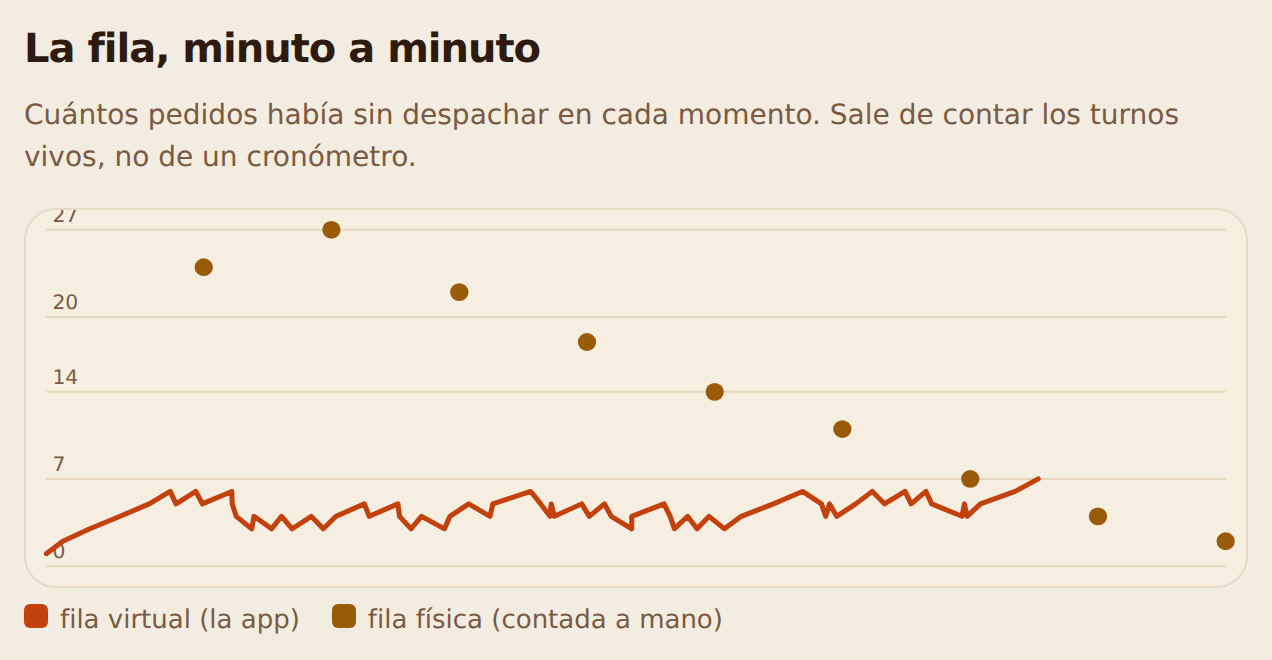 La fila, minuto a minuto
Cuántos pedidos había sin despachar en cada momento. Sale de contar los turnos
vivos, no de un cronómetro.
27
20
14
7
0
fila virtual (la app)
fila física (contada a mano)